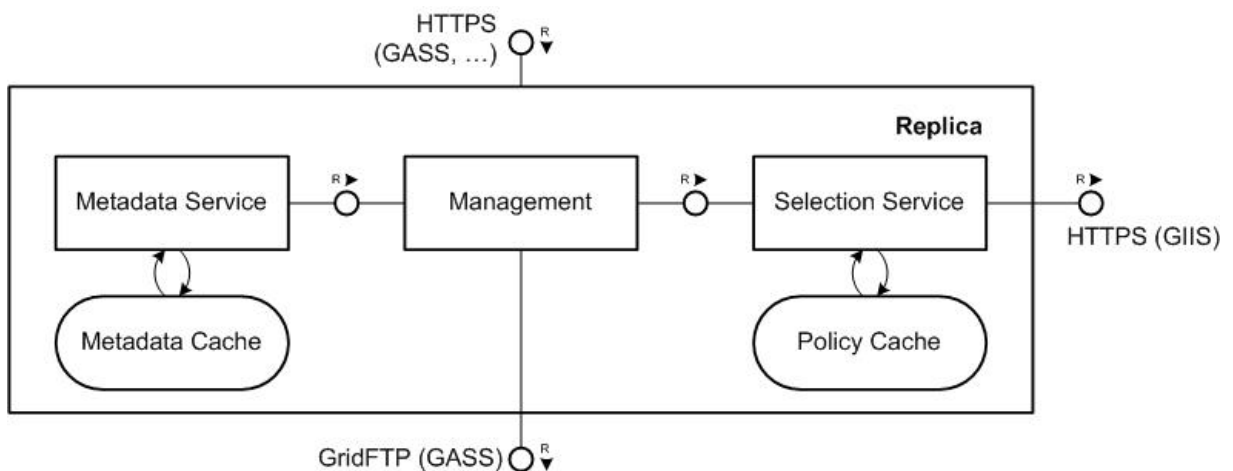 HTTPS
(GASS, ...)
R
Replica
Metadata Service
R
Management
R
Selection Service
R
HTTPS (GIIS)
Metadata Cache
Policy Cache
GridFTP (GASS)
R